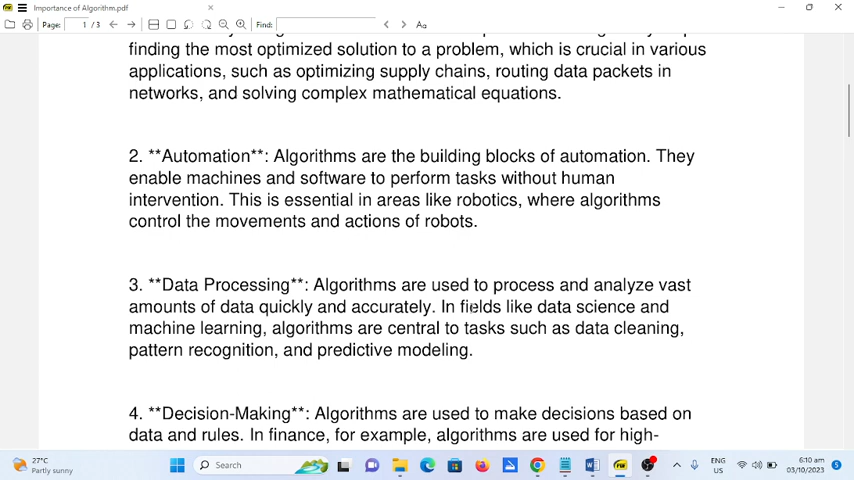 Importance of Algorithm.pdf
Page: 1 / 3 Find: Aa
finding the most optimized solution to a problem, which is crucial in various
applications, such as optimizing supply chains, routing data packets in
networks, and solving complex mathematical equations.
2. **Automation**: Algorithms are the building blocks of automation. They
enable machines and software to perform tasks without human
intervention. This is essential in areas like robotics, where algorithms
control the movements and actions of robots.
3. **Data Processing**: Algorithms are used to process and analyze vast
amounts of data quickly and accurately. In fields like data science and
machine learning, algorithms are central to tasks such as data cleaning,
pattern recognition, and predictive modeling.
4. **Decision-Making**: Algorithms are used to make decisions based on
data and rules. In finance, for example, algorithms are used for high-
27°C
Partly sunny
Search
ENG
US
6:10 am
03/10/2023
5